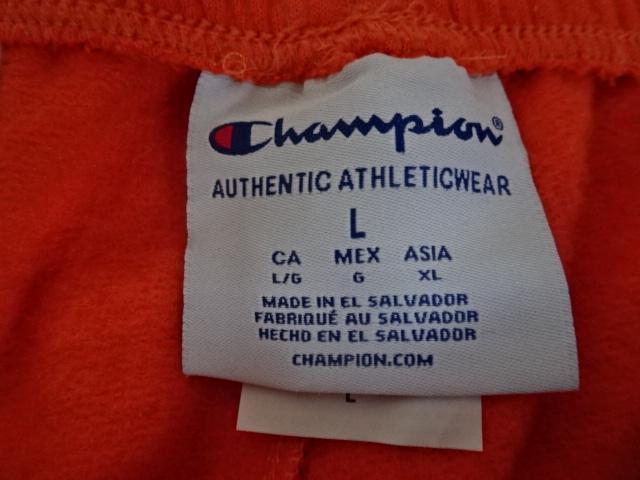 Champion®
AUTHENTIC ATHLETICWEAR
L
CA MEX ASIA
L/G G XL
MADE IN EL SALVADOR
FABRIQUÉ AU SALVADOR
HECHO EN EL SALVADOR
CHAMPION.COM
L